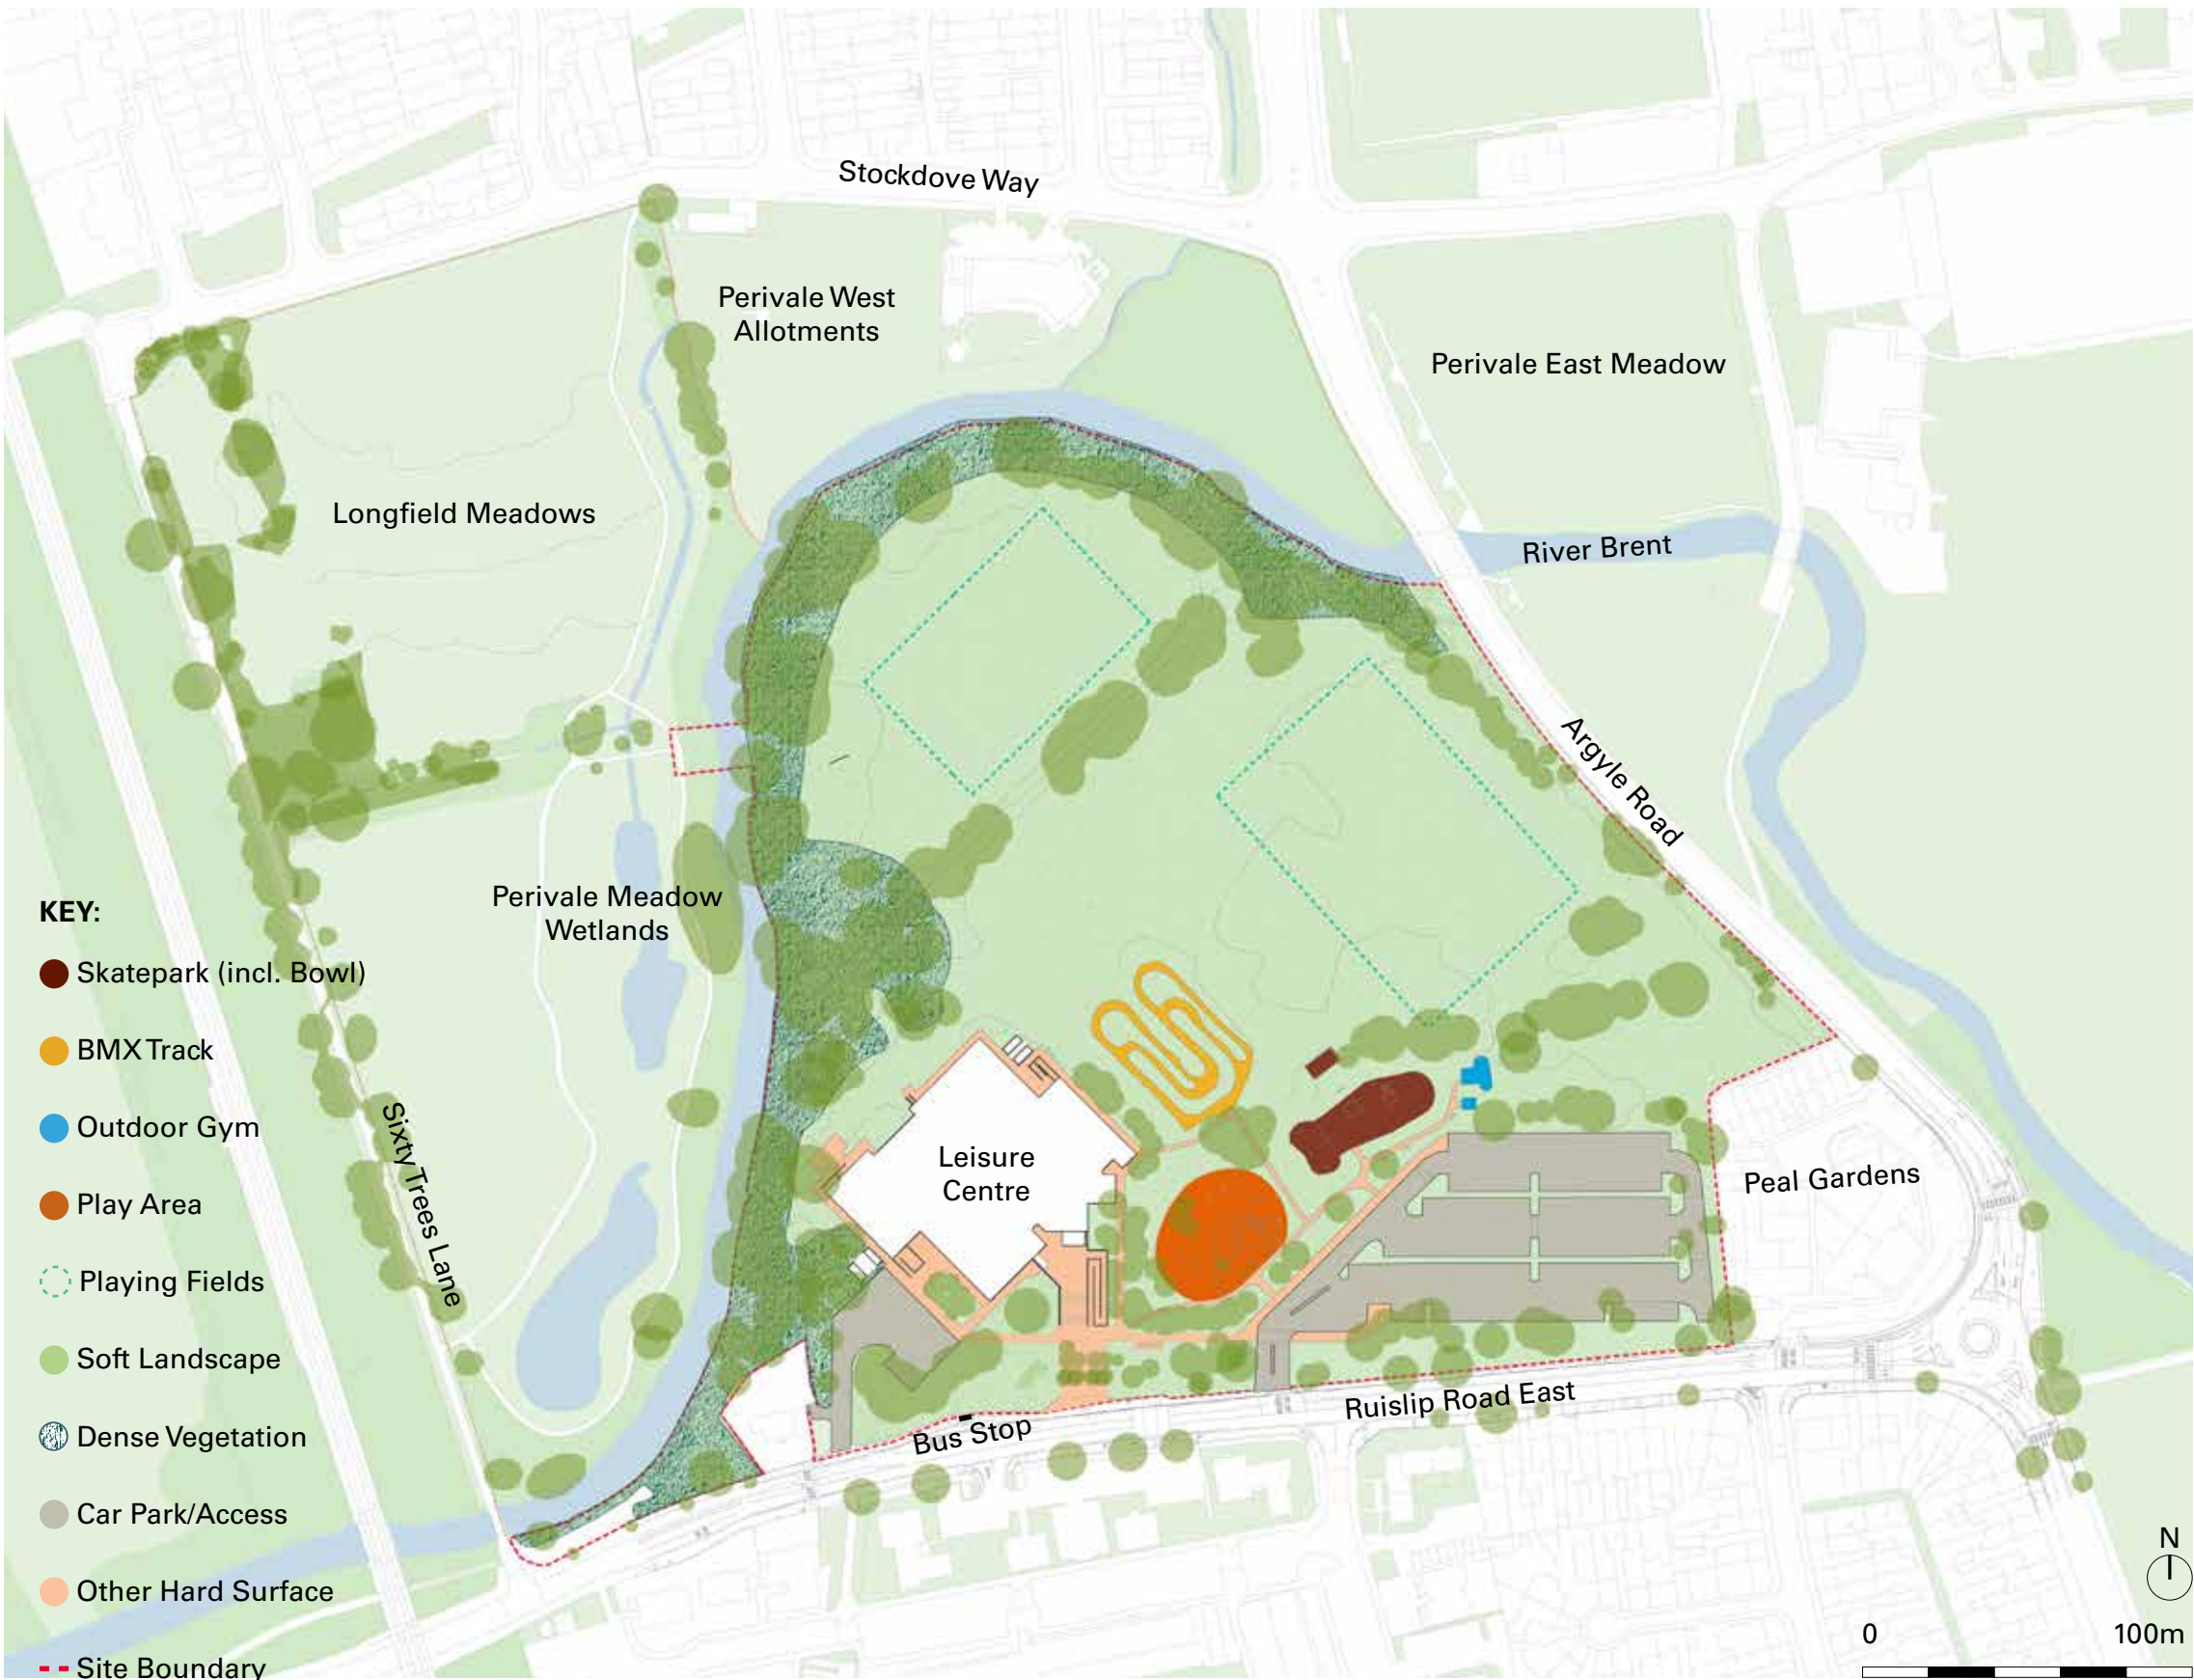 Stockdove Way
Perivale West
Allotments
Perivale East Meadow
Longfield Meadows
River Brent
Argyle Road
Perivale Meadow
Wetlands
KEY:
Skatepark (incl. Bowl)
BMX Track
Outdoor Gym
Play Area
Playing Fields
Soft Landscape
Dense Vegetation
Car Park/Access
Other Hard Surface
Site Boundary
Sixty Trees Lane
Leisure
Centre
Peal Gardens
Ruislip Road East
Bus Stop
N
0 100m